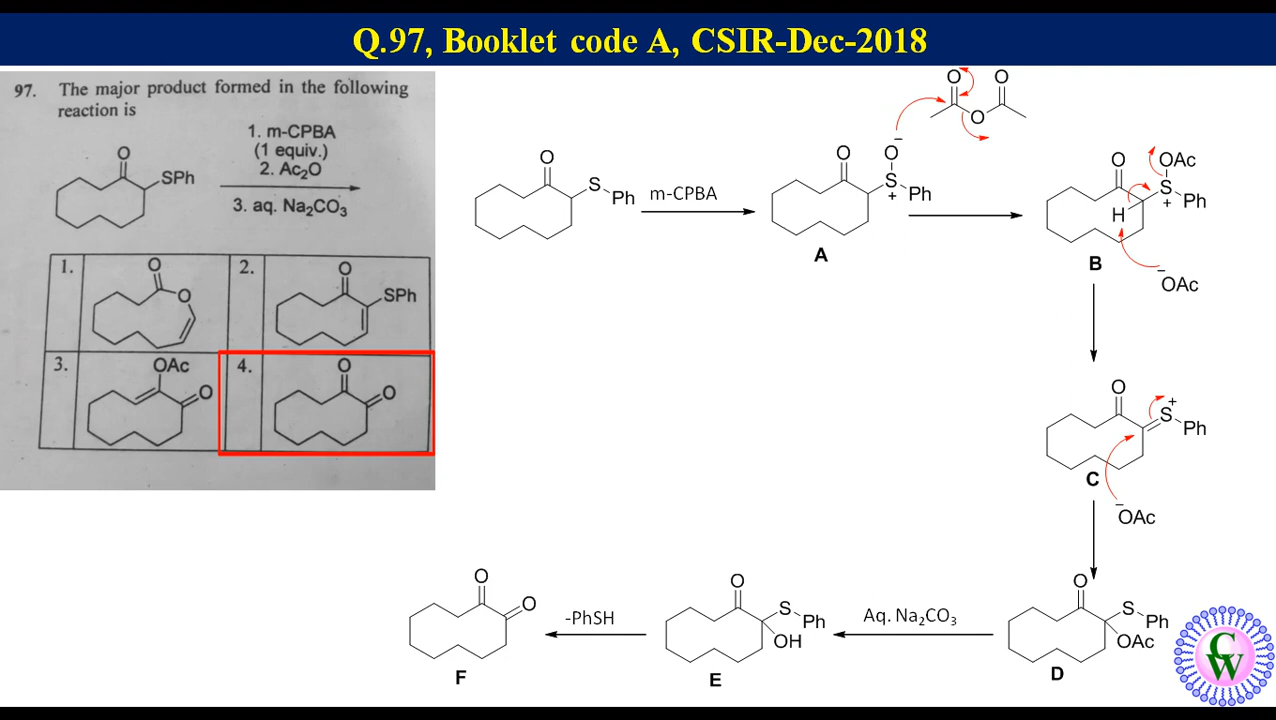 Q.97, Booklet code A, CSIR-Dec-2018
97. The major product formed in the following
reaction is
O
SPh
1. m-CPBA
(1 equiv.)
2. Ac₂O
3. aq. Na₂CO₃
1.
O
O
2.
O
SPh
3.
OAc
O
4.
O
O
O
S
Ph
m-CPBA
O
O
−
S
+
Ph
A
O
O
O
O
OAc
S
+
Ph
H
B
−
OAc
O
S
+
Ph
C
−
OAc
O
S
Ph
OAc
D
Aq. Na₂CO₃
O
S
Ph
OH
E
-PhSH
O
O
F
C
W